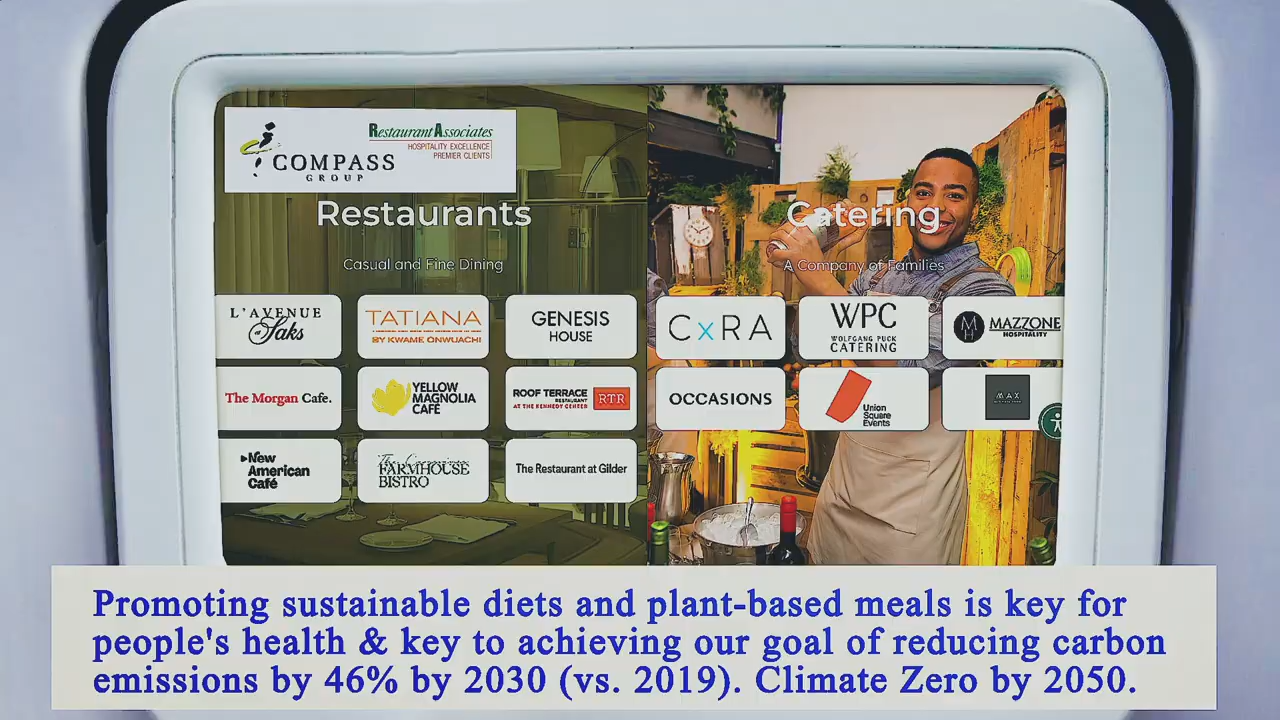 COMPASS
GROUP
Restaurant Associates
HOSPITALITY EXCELLENCE
PREMIER CLIENTS
Restaurants
Casual and Fine Dining
L'AVENUE
at Saks
TATIANA
BY KWAME ONWUACHI
GENESIS
HOUSE
The Morgan Cafe.
YELLOW
MAGNOLIA
CAFÉ
ROOF TERRACE
RESTAURANT
AT THE KENNEDY CENTER
RTR
New
American
Café
FARMHOUSE
BISTRO
The Restaurant at Gilder
Catering
A Company of Families
CxRA
WPC
WOLFGANG PUCK
CATERING
MH
MAZZONE
HOSPITALITY
OCCASIONS
Union
Square
Events
MAX
Promoting sustainable diets and plant-based meals is key for
people's health & key to achieving our goal of reducing carbon
emissions by 46% by 2030 (vs. 2019). Climate Zero by 2050.